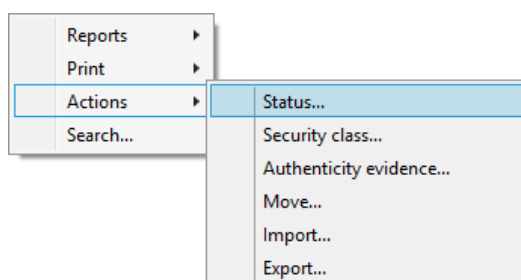 Reports
Print
Actions
Search...
Status...
Security class...
Authenticity evidence...
Move...
Import...
Export...